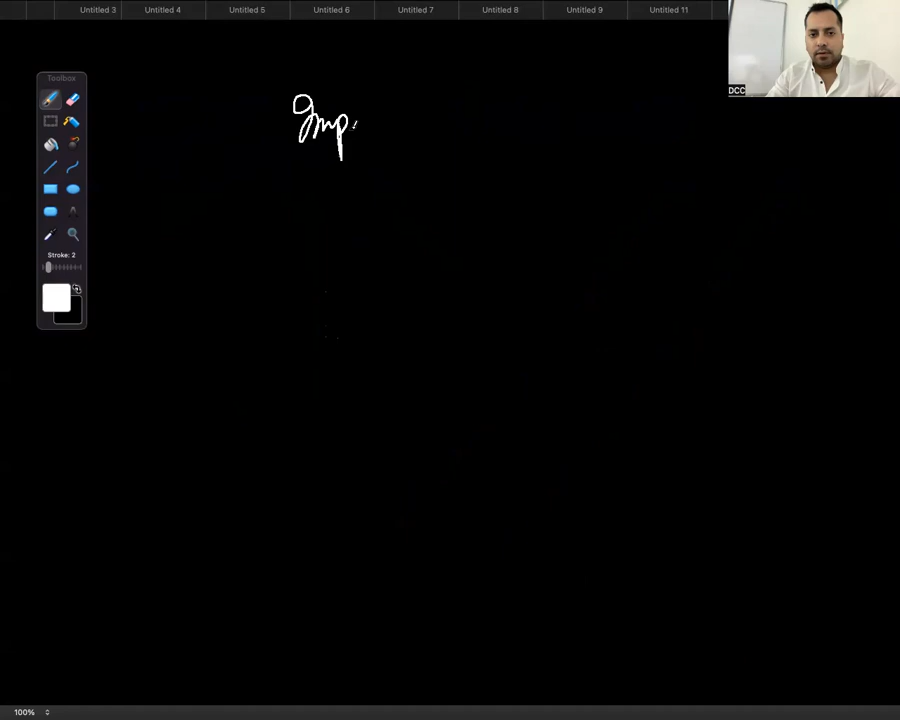 Untitled 3 Untitled 4 Untitled 5 Untitled 6 Untitled 7 Untitled 8 Untitled 9 Untitled 11
DCC
Toolbox
Imp
Stroke: 2
100%